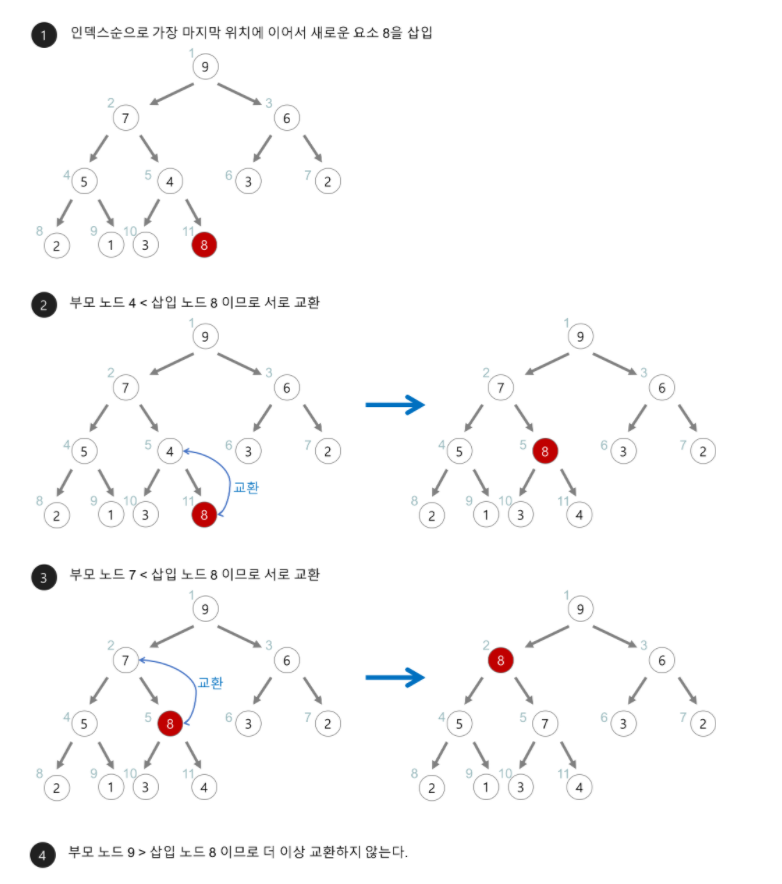 1 인덱스순으로 가장 마지막 위치에 이어서 새로운 요소 8을 삽입
1 9
2 7 3 6
4 5 5 4 6 3 7 2
8 2 9 1 10 3 11 8
2 부모 노드 4 < 삽입 노드 8 이므로 서로 교환
1 9 1 9
2 7 3 6 2 7 3 6
4 5 5 4 6 3 7 2 4 5 5 8 6 3 7 2
교환
8 2 9 1 10 3 11 8 8 2 9 1 10 3 11 4
3 부모 노드 7 < 삽입 노드 8 이므로 서로 교환
1 9 1 9
2 7 3 6 2 8 3 6
교환
4 5 5 8 6 3 7 2 4 5 5 7 6 3 7 2
8 2 9 1 10 3 11 4 8 2 9 1 10 3 11 4
4 부모 노드 9 > 삽입 노드 8 이므로 더 이상 교환하지 않는다.